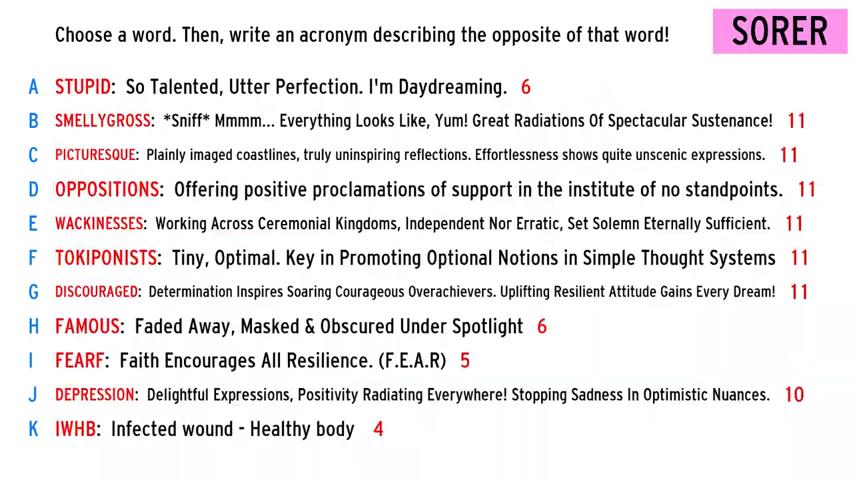 Choose a word. Then, write an acronym describing the opposite of that word!
SORER
A STUPID: So Talented, Utter Perfection. I'm Daydreaming. 6
B SMELLYGROSS: *Sniff* Mmmm... Everything Looks Like, Yum! Great Radiations Of Spectacular Sustenance! 11
C PICTURESQUE: Plainly imaged coastlines, truly uninspiring reflections. Effortlessness shows quite unscenic expressions. 11
D OPPOSITIONS: Offering positive proclamations of support in the institute of no standpoints. 11
E WACKINESSES: Working Across Ceremonial Kingdoms, Independent Nor Erratic, Set Solemn Eternally Sufficient. 11
F TOKIPONISTS: Tiny, Optimal. Key in Promoting Optional Notions in Simple Thought Systems 11
G DISCOURAGED: Determination Inspires Soaring Courageous Overachievers. Uplifting Resilient Attitude Gains Every Dream! 11
H FAMOUS: Faded Away, Masked & Obscured Under Spotlight 6
I FEARF: Faith Encourages All Resilience. (F.E.A.R) 5
J DEPRESSION: Delightful Expressions, Positivity Radiating Everywhere! Stopping Sadness In Optimistic Nuances. 10
K IWHB: Infected wound - Healthy body 4